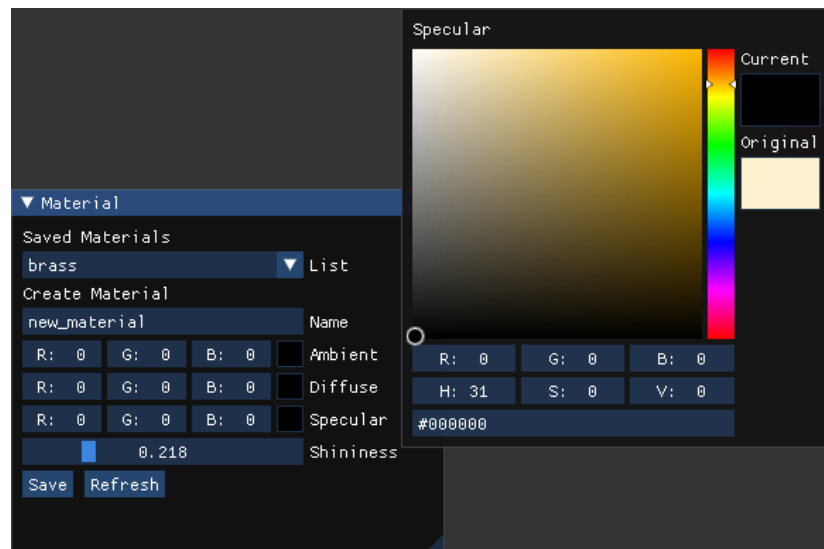 Material
Saved Materials
brass List
Create Material
new_material Name
R: 0 G: 0 B: 0 Ambient
R: 0 G: 0 B: 0 Diffuse
R: 0 G: 0 B: 0 Specular
0.218 Shininess
Save Refresh
Specular
Current
Original
R: 0 G: 0 B: 0
H: 31 S: 0 V: 0
#000000